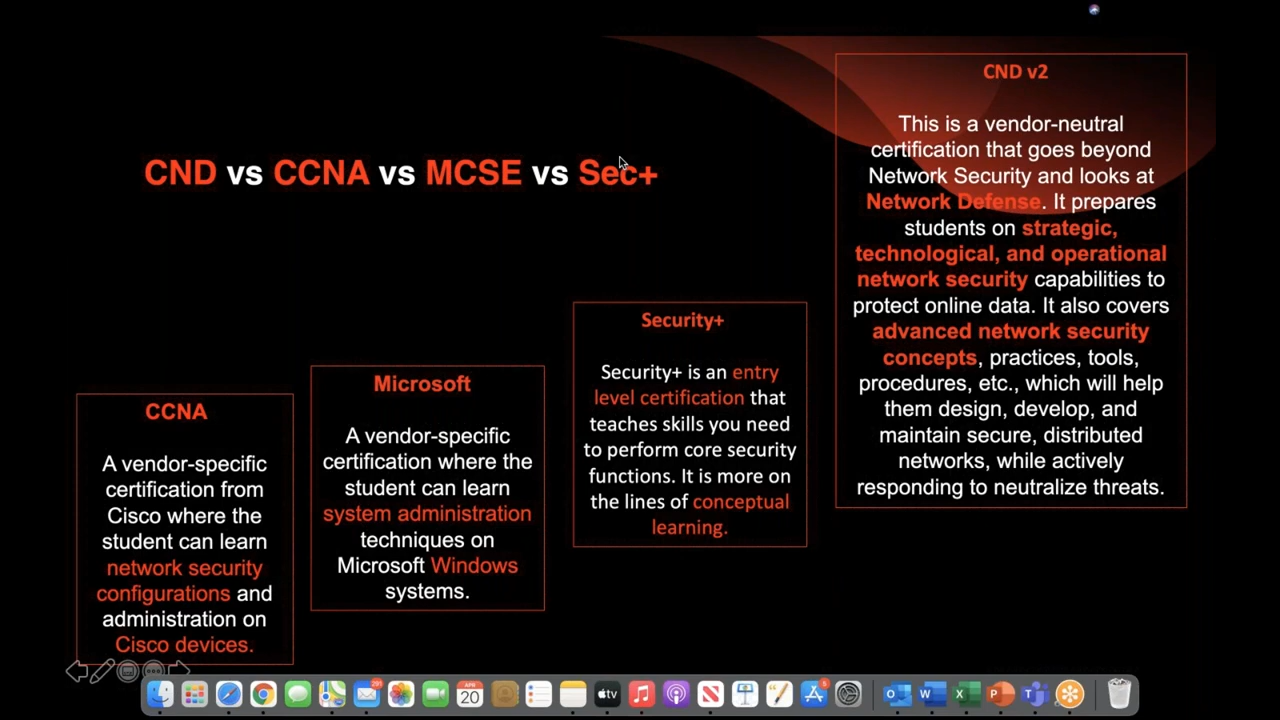 CND vs CCNA vs MCSE vs Sec+
CCNA
A vendor-specific
certification from
Cisco where the
student can learn
network security
configurations and
administration on
Cisco devices.
Microsoft
A vendor-specific
certification where the
student can learn
system administration
techniques on
Microsoft Windows
systems.
Security+
Security+ is an entry
level certification that
teaches skills you need
to perform core security
functions. It is more on
the lines of conceptual
learning.
CND v2
This is a vendor-neutral
certification that goes beyond
Network Security and looks at
Network Defense. It prepares
students on strategic,
technological, and operational
network security capabilities to
protect online data. It also covers
advanced network security
concepts, practices, tools,
procedures, etc., which will help
them design, develop, and
maintain secure, distributed
networks, while actively
responding to neutralize threats.
APR
20
tv